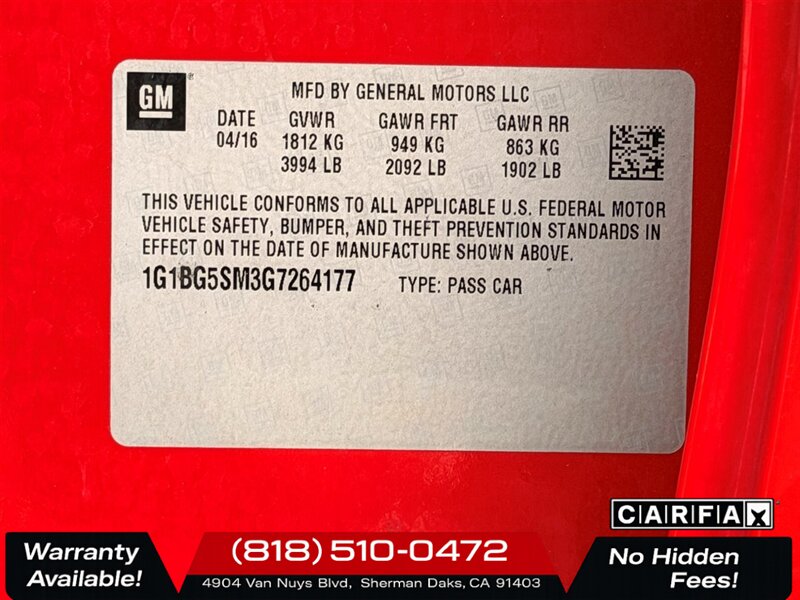 GM
MFD BY GENERAL MOTORS LLC
DATE GVWR GAWR FRT GAWR RR
04/16 1812 KG 949 KG 863 KG
3994 LB 2092 LB 1902 LB
THIS VEHICLE CONFORMS TO ALL APPLICABLE U.S. FEDERAL MOTOR
VEHICLE SAFETY, BUMPER, AND THEFT PREVENTION STANDARDS IN
EFFECT ON THE DATE OF MANUFACTURE SHOWN ABOVE.
1G1BG5SM3G7264177 TYPE: PASS CAR
CARFAX
Warranty
Available!
(818) 510-0472
4904 Van Nuys Blvd, Sherman Daks, CA 91403
No Hidden
Fees!